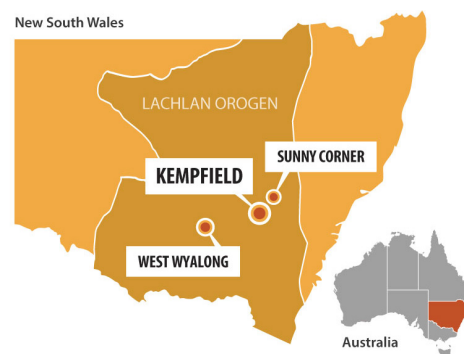 New South Wales
LACHLAN OROGEN
SUNNY CORNER
KEMPFIELD
WEST WYALONG
Australia